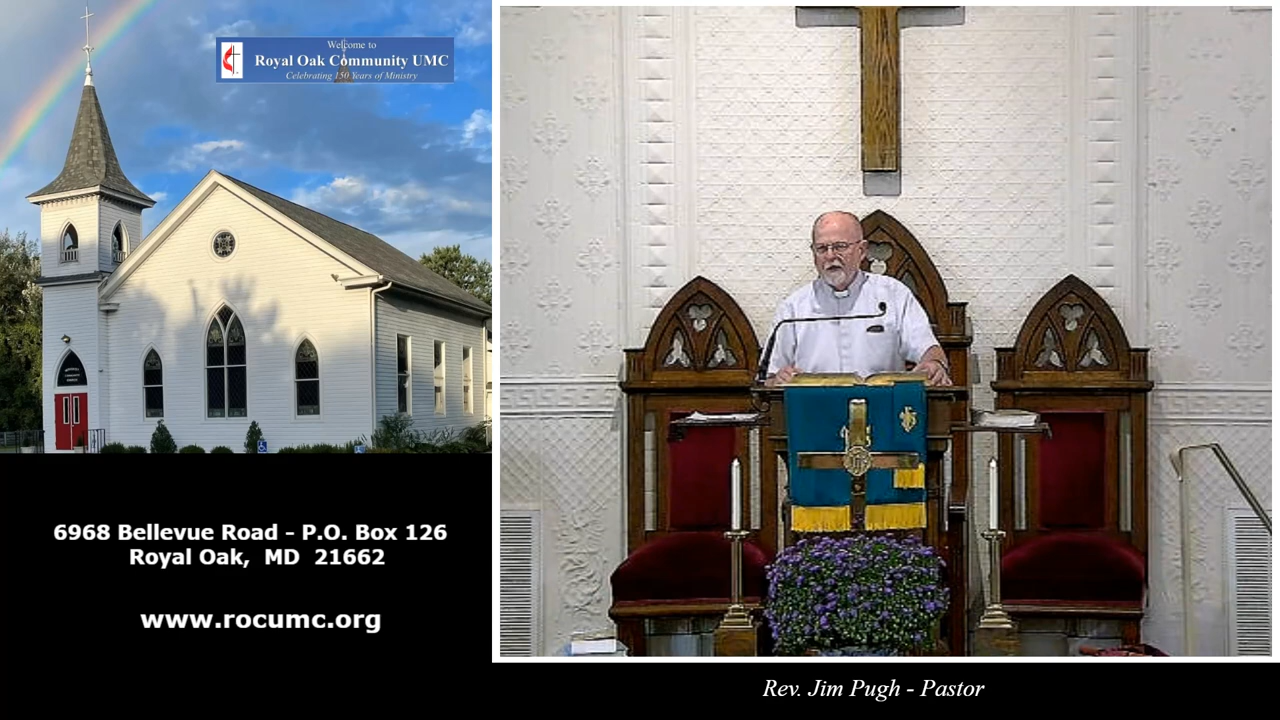 Welcome to
Royal Oak Community UMC
Celebrating 150 Years of Ministry
6968 Bellevue Road - P.O. Box 126
Royal Oak, MD 21662
www.rocumc.org
Rev. Jim Pugh - Pastor